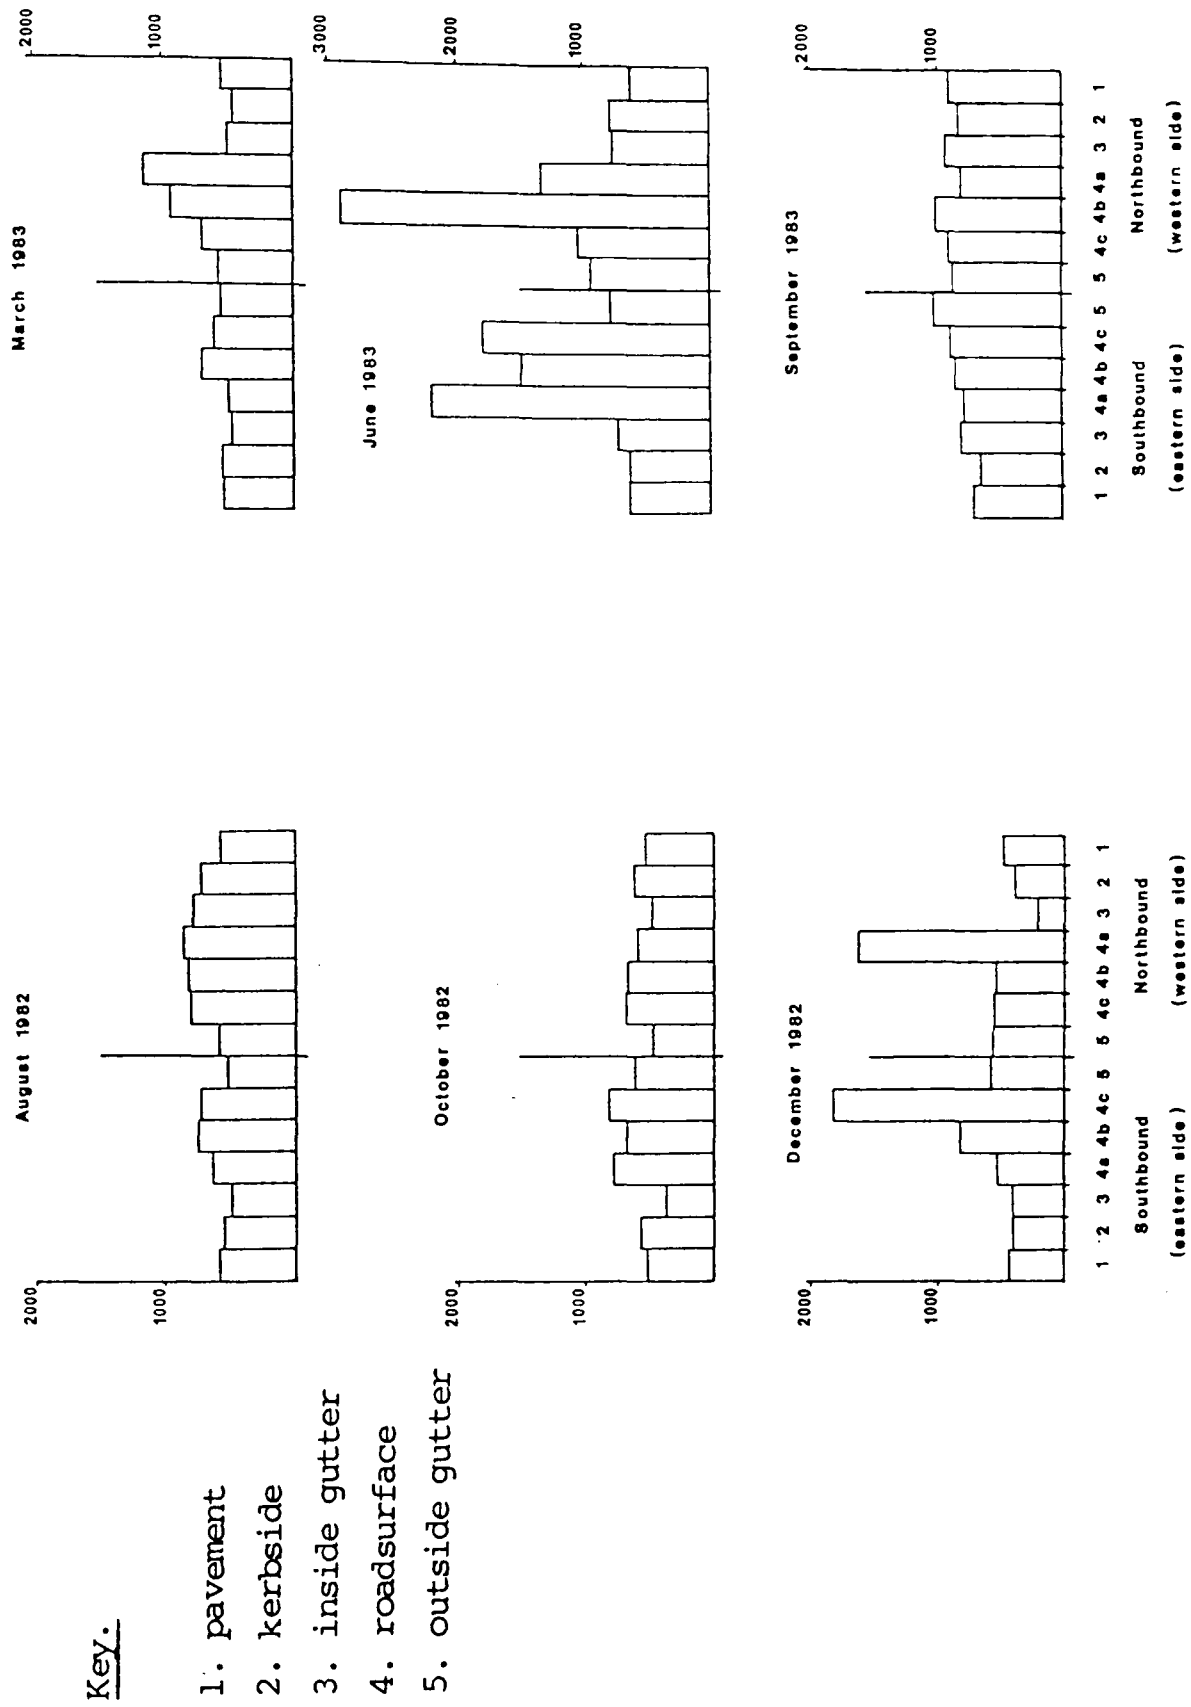 Key.
1. pavement
2. kerbside
3. inside gutter
4. roadsurface
5. outside gutter
August 1982
2000
1000
October 1982
2000
1000
December 1982
2000
1000
1 2 3 4a 4b 4c 5 5 4c 4b 4a 3 2 1
Southbound Northbound
(eastern side) (western side)
March 1983
2000
1000
June 1983
3000
2000
1000
September 1983
2000
1000
1 2 3 4a 4b 4c 5 5 4c 4b 4a 3 2 1
Southbound Northbound
(eastern side) (western side)